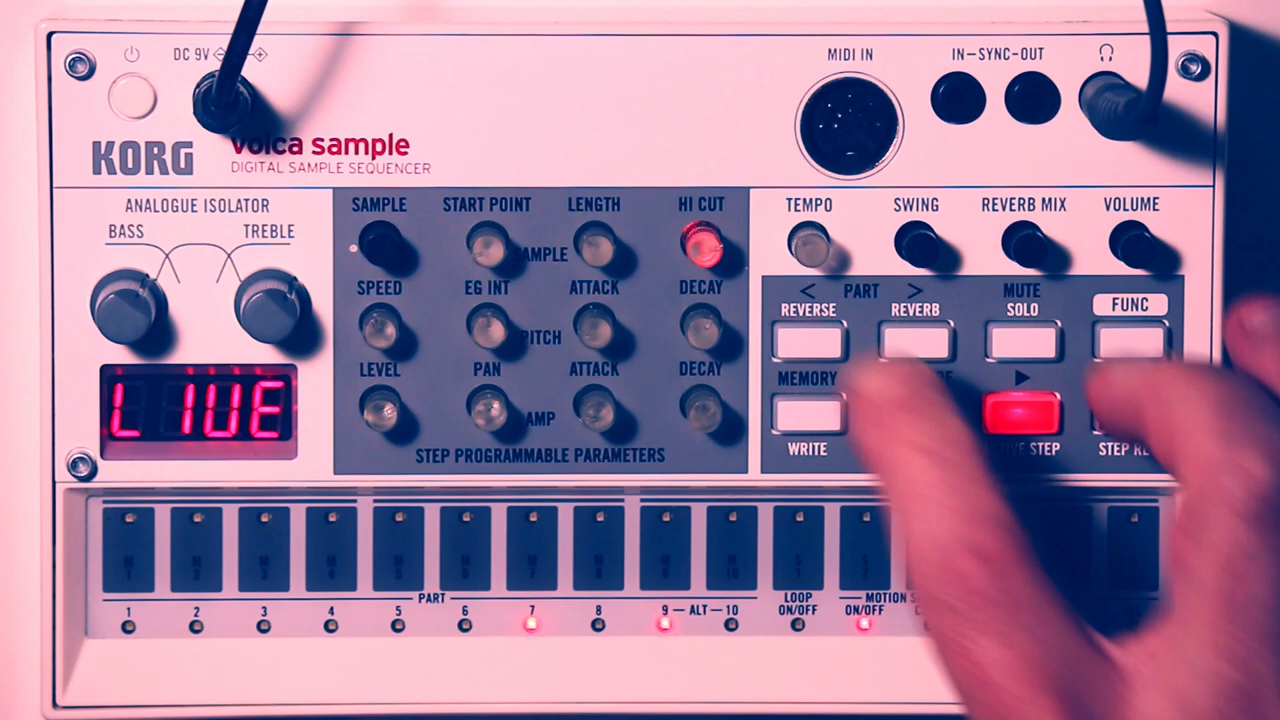 DC 9V
MIDI IN
IN-SYNC-OUT
KORG
volca sample
DIGITAL SAMPLE SEQUENCER
ANALOGUE ISOLATOR
BASS TREBLE
L 1UE
SAMPLE START POINT LENGTH HI CUT
SAMPLE
SPEED EG INT ATTACK DECAY
PITCH
LEVEL PAN ATTACK DECAY
AMP
STEP PROGRAMMABLE PARAMETERS
TEMPO SWING REVERB MIX VOLUME
< PART > MUTE
REVERSE REVERB SOLO FUNC
MEMORY
WRITE STEP STEP
PART
1 2 3 4 5 6 7 8 9 - ALT - 10
LOOP ON/OFF
MOTION
ON/OFF